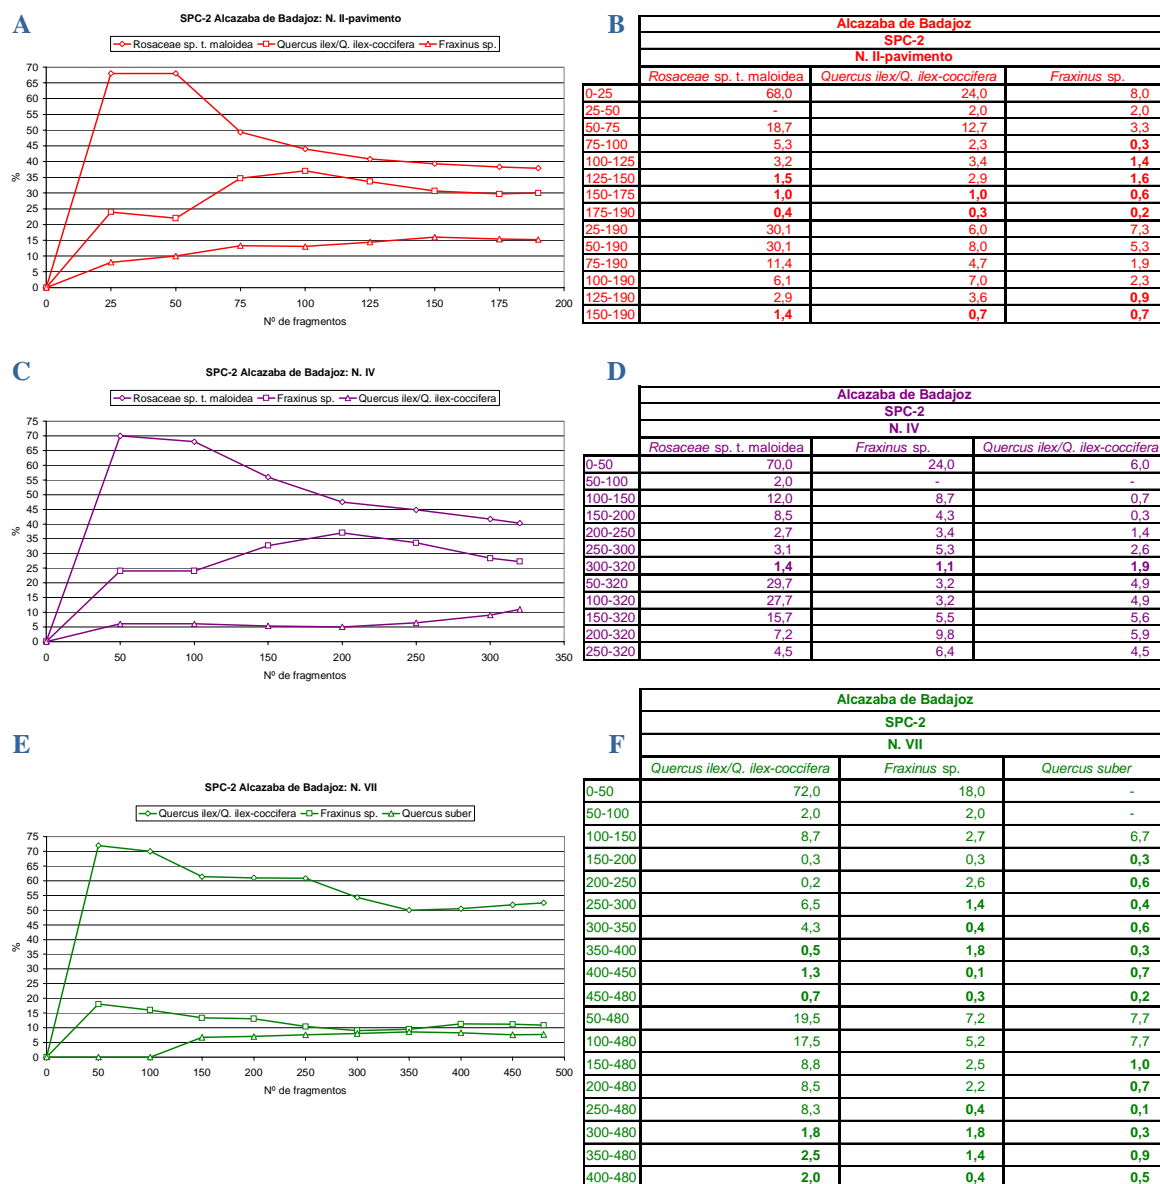 A
SPC-2 Alcazaba de Badajoz: N. II-pavimento
Rosaceae sp. t. maloidea Quercus ilex/Q. ilex-coccifera Fraxinus sp.
70
65
60
55
50
45
40
35
30
25
20
15
10
5
0
%
0 25 50 75 100 125 150 175 200
Nº de fragmentos
B
Alcazaba de Badajoz
SPC-2
N. II-pavimento
Rosaceae sp. t. maloidea Quercus ilex/Q. ilex-coccifera Fraxinus sp.
0-25 68,0 24,0 8,0
25-50 - 2,0 2,0
50-75 18,7 12,7 3,3
75-100 5,3 2,3 0,3
100-125 3,2 3,4 1,4
125-150 1,5 2,9 1,6
150-175 1,0 1,0 0,6
175-190 0,4 0,3 0,2
25-190 30,1 6,0 7,3
50-190 30,1 8,0 5,3
75-190 11,4 4,7 1,9
100-190 6,1 7,0 2,3
125-190 2,9 3,6 0,9
150-190 1,4 0,7 0,7
C
SPC-2 Alcazaba de Badajoz: N. IV
Rosaceae sp. t. maloidea Fraxinus sp. Quercus ilex/Q. ilex-coccifera
75
70
65
60
55
50
45
40
35
30
25
20
15
10
5
0
%
0 50 100 150 200 250 300 350
Nº de fragmentos
D
Alcazaba de Badajoz
SPC-2
N. IV
Rosaceae sp. t. maloidea Fraxinus sp. Quercus ilex/Q. ilex-coccifera
0-50 70,0 24,0 6,0
50-100 2,0 - -
100-150 12,0 8,7 0,7
150-200 8,5 4,3 0,3
200-250 2,7 3,4 1,4
250-300 3,1 5,3 2,6
300-320 1,4 1,1 1,9
50-320 29,7 3,2 4,9
100-320 27,7 3,2 4,9
150-320 15,7 5,5 5,6
200-320 7,2 9,8 5,9
250-320 4,5 6,4 4,5
E
SPC-2 Alcazaba de Badajoz: N. VII
Quercus ilex/Q. ilex-coccifera Fraxinus sp. Quercus suber
75
70
65
60
55
50
45
40
35
30
25
20
15
10
5
0
%
0 50 100 150 200 250 300 350 400 450 500
Nº de fragmentos
F
Alcazaba de Badajoz
SPC-2
N. VII
Quercus ilex/Q. ilex-coccifera Fraxinus sp. Quercus suber
0-50 72,0 18,0 -
50-100 2,0 2,0 -
100-150 8,7 2,7 6,7
150-200 0,3 0,3 0,3
200-250 0,2 2,6 0,6
250-300 6,5 1,4 0,4
300-350 4,3 0,4 0,6
350-400 0,5 1,8 0,3
400-450 1,3 0,1 0,7
450-480 0,7 0,3 0,2
50-480 19,5 7,2 7,7
100-480 17,5 5,2 7,7
150-480 8,8 2,5 1,0
200-480 8,5 2,2 0,7
250-480 8,3 0,4 0,1
300-480 1,8 1,8 0,3
350-480 2,5 1,4 0,9
400-480 2,0 0,4 0,5